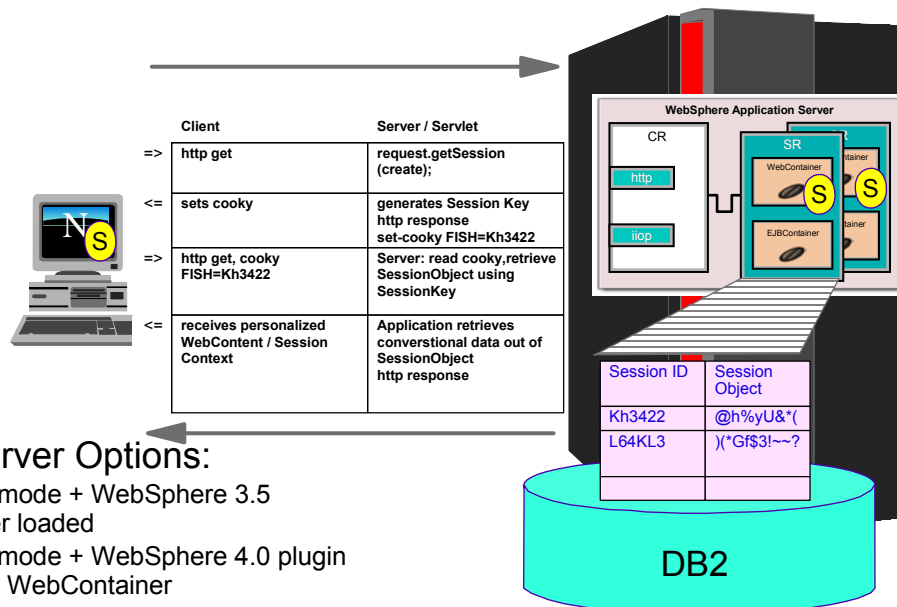 Client Server / Servlet
=> http get request.getSession
(create);
<= sets cooky generates Session Key
http response
set-cooky FISH=Kh3422
=> http get, cooky Server: read cooky,retrieve
FISH=Kh3422 SessionObject using
SessionKey
<= receives personalized Application retrieves
WebContent / Session converstional data out of
Context SessionObject
http response
N
S
WebSphere Application Server
CR
http
iiop
SR
WebContainer
S
EJBContainer
S
tainer
tainer
Session ID Session
Object
Kh3422 @h%yU&*(
L64KL3 )(*Gf$3!~~?
DB2
rver Options:
mode + WebSphere 3.5
er loaded
mode + WebSphere 4.0 plugin
WebContainer